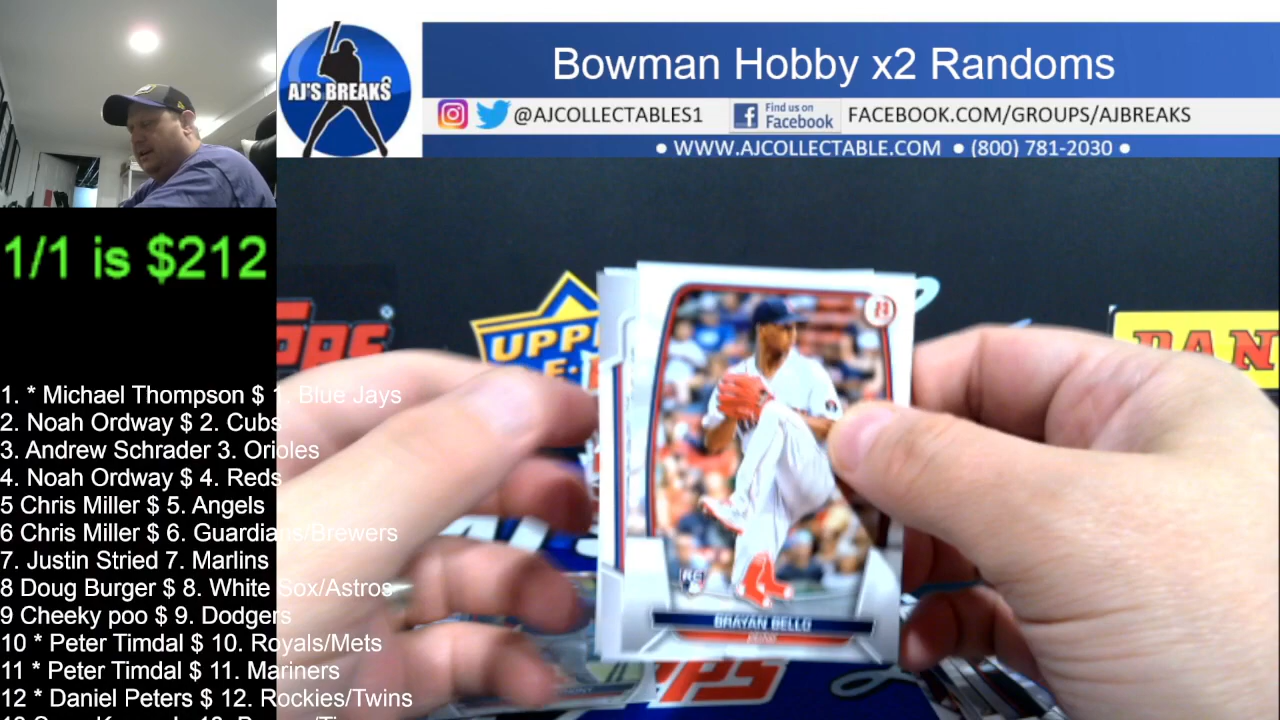 Bowman Hobby x2 Randoms
AJ'S BREAKS
@AJCOLLECTABLES1 Find us on Facebook FACEBOOK.COM/GROUPS/AJBREAKS
• WWW.AJCOLLECTABLE.COM • (800) 781-2030 •
1/1 is $212
UPP
PAN
BRAYAN BELLO
RC
1. * Michael Thompson $ 1. Blue Jays
2. Noah Ordway $ 2. Cubs
3. Andrew Schrader 3. Orioles
4. Noah Ordway $ 4. Reds
5 Chris Miller $ 5. Angels
6 Chris Miller $ 6. Guardians/Brewers
7. Justin Stried 7. Marlins
8 Doug Burger $ 8. White Sox/Astros
9 Cheeky poo $ 9. Dodgers
10 * Peter Timdal $ 10. Royals/Mets
11 * Peter Timdal $ 11. Mariners
12 * Daniel Peters $ 12. Rockies/Twins